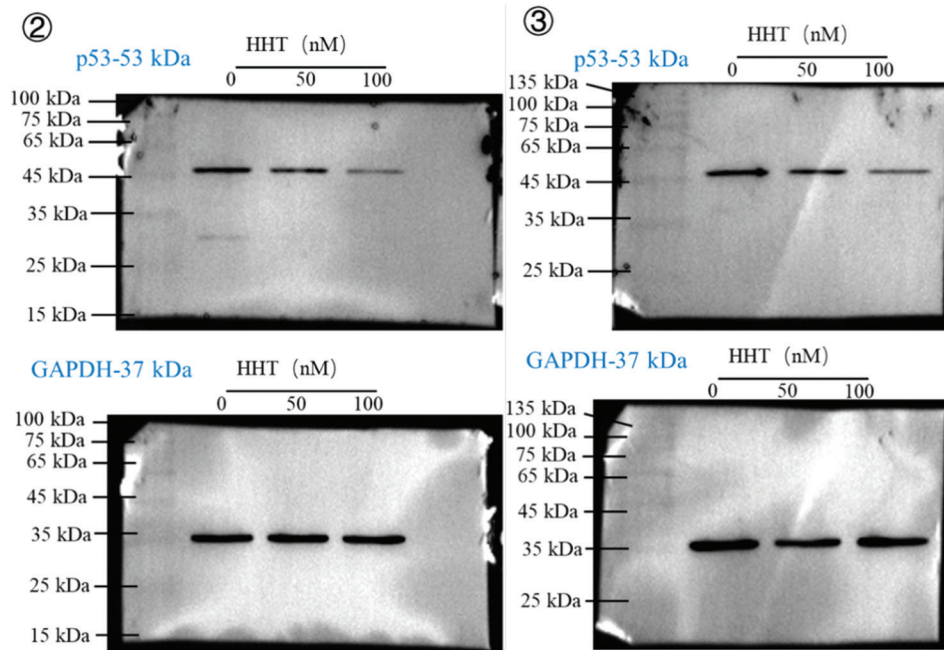 ②
p53-53 kDa
HHT (nM)
0 50 100
100 kDa
75 kDa
65 kDa
45 kDa
35 kDa
25 kDa
15 kDa
GAPDH-37 kDa
HHT (nM)
0 50 100
100 kDa
75 kDa
65 kDa
45 kDa
35 kDa
25 kDa
15 kDa
③
p53-53 kDa
HHT (nM)
0 50 100
135 kDa
100 kDa
75 kDa
65 kDa
45 kDa
35 kDa
25 kDa
GAPDH-37 kDa
HHT (nM)
0 50 100
135 kDa
100 kDa
75 kDa
65 kDa
45 kDa
35 kDa
25 kDa